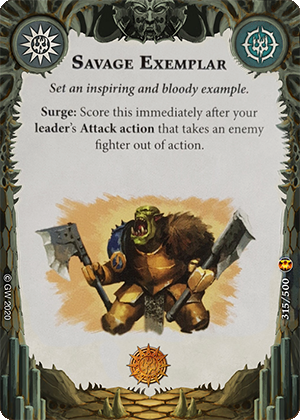 SAVAGE EXEMPLAR
Set an inspiring and bloody example.
Surge: Score this immediately after your
leader's Attack action that takes an enemy
fighter out of action.
© GW 2020
315/500